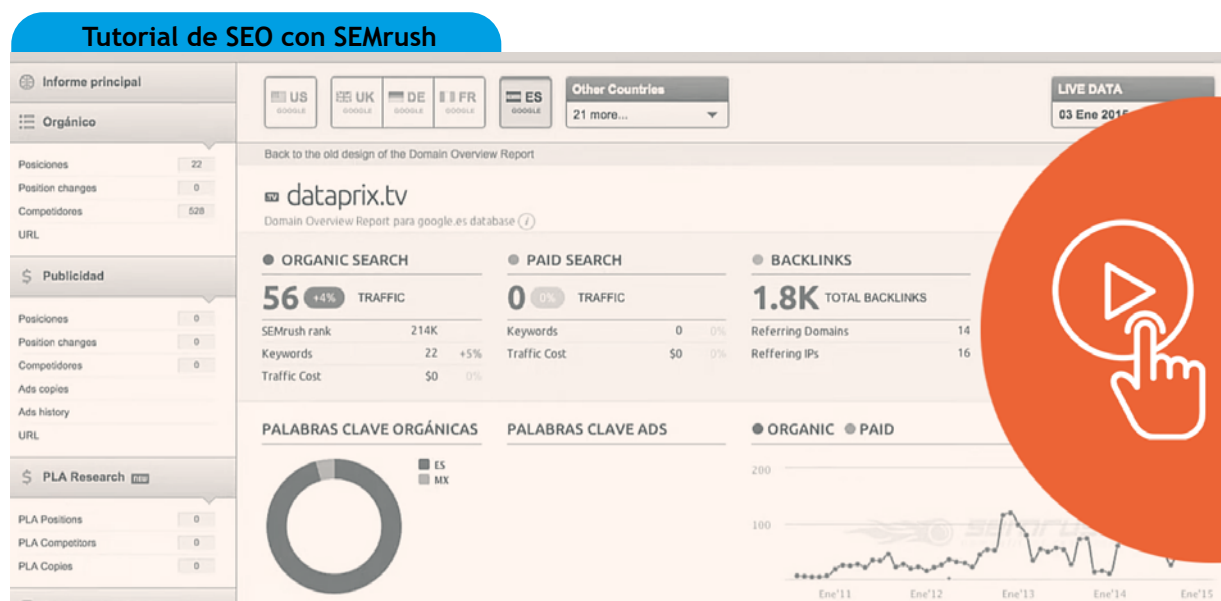 Tutorial de SEO con SEMrush
Informe principal
Orgánico
Posiciones 22
Position changes 0
Competidores 528
URL
$ Publicidad
Posiciones 0
Position changes 0
Competidores 0
Ads copies
Ads history
URL
$ PLA Research new
PLA Positions 0
PLA Competitors 0
PLA Copies 0
US GOOGLE
UK GOOGLE
DE GOOGLE
FR GOOGLE
ES GOOGLE
Other Countries
21 more...
LIVE DATA
03 Ene 2015
Back to the old design of the Domain Overview Report
TV dataprix.tv
Domain Overview Report para google.es database i
ORGANIC SEARCH
56 +4% TRAFFIC
SEMrush rank 214K
Keywords 22 +5%
Traffic Cost $0 0%
PAID SEARCH
0 0% TRAFFIC
Keywords 0 0%
Traffic Cost $0 0%
BACKLINKS
1.8K TOTAL BACKLINKS
Referring Domains 14
Reffering IPs 16
PALABRAS CLAVE ORGÁNICAS
ES
MX
PALABRAS CLAVE ADS
ORGANIC PAID
200
100
Ene'11 Ene'12 Ene'13 Ene'14 Ene'15